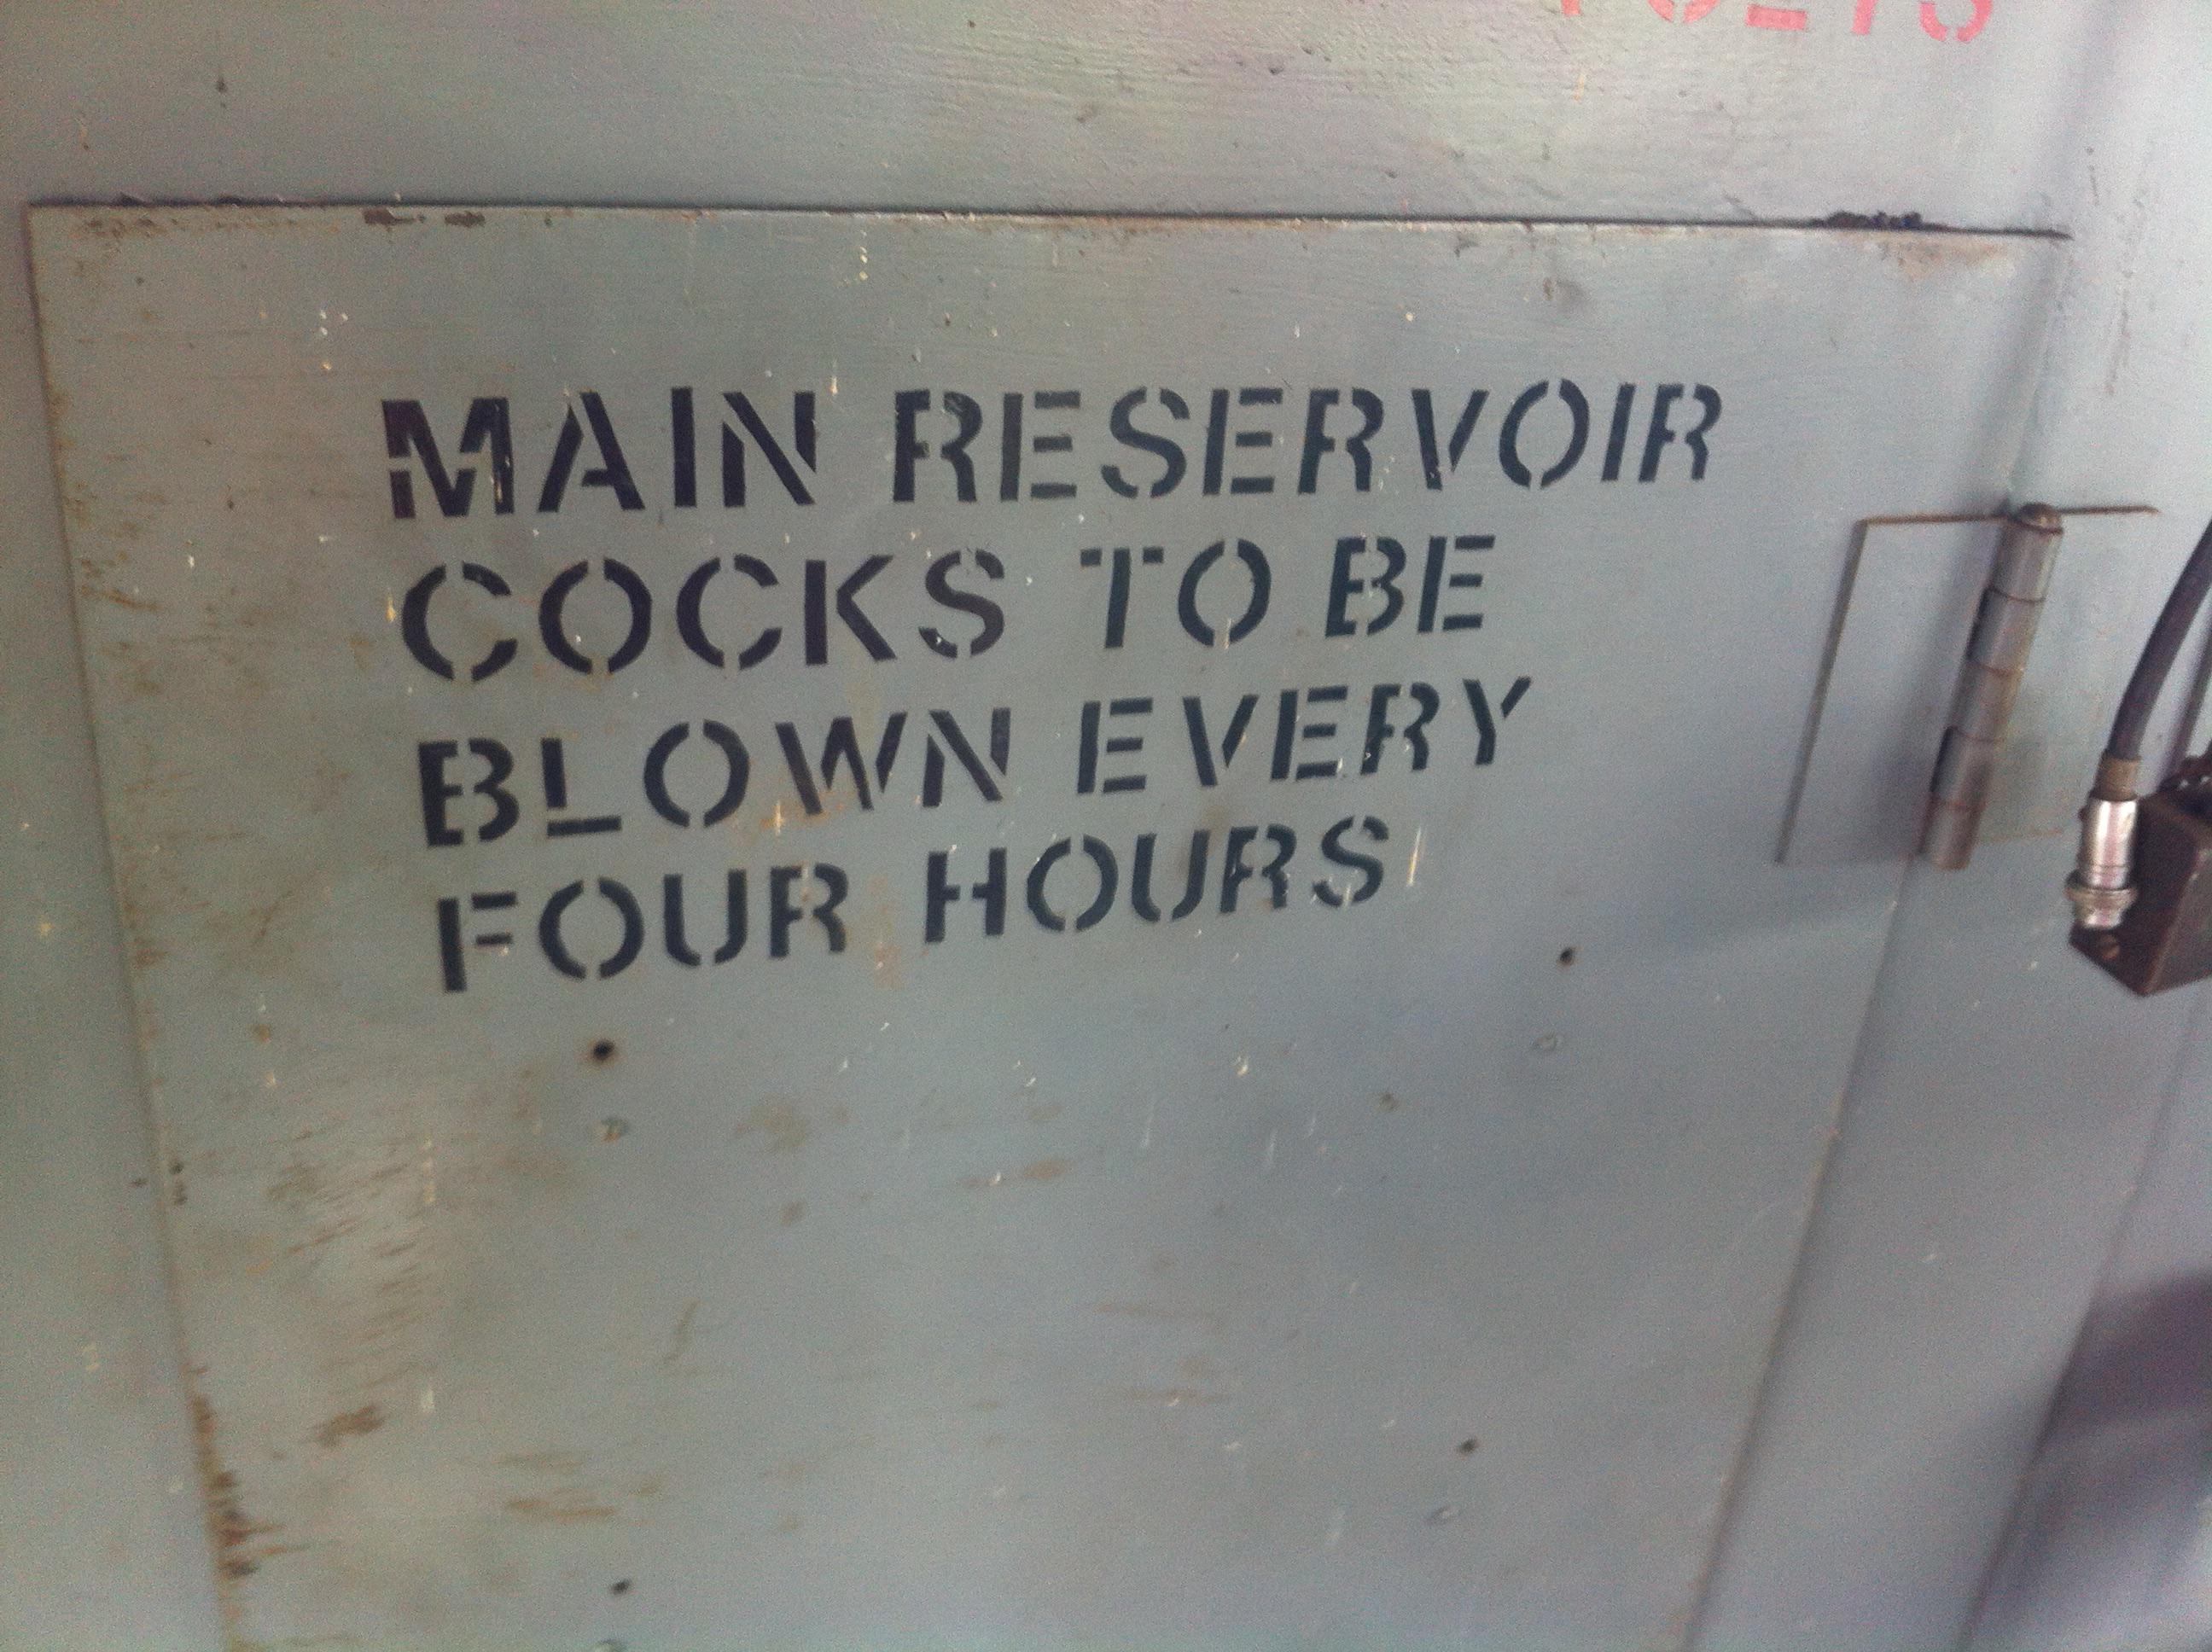 MAIN RESERVOIR
COCKS TO BE
BLOWN EVERY
FOUR HOURS